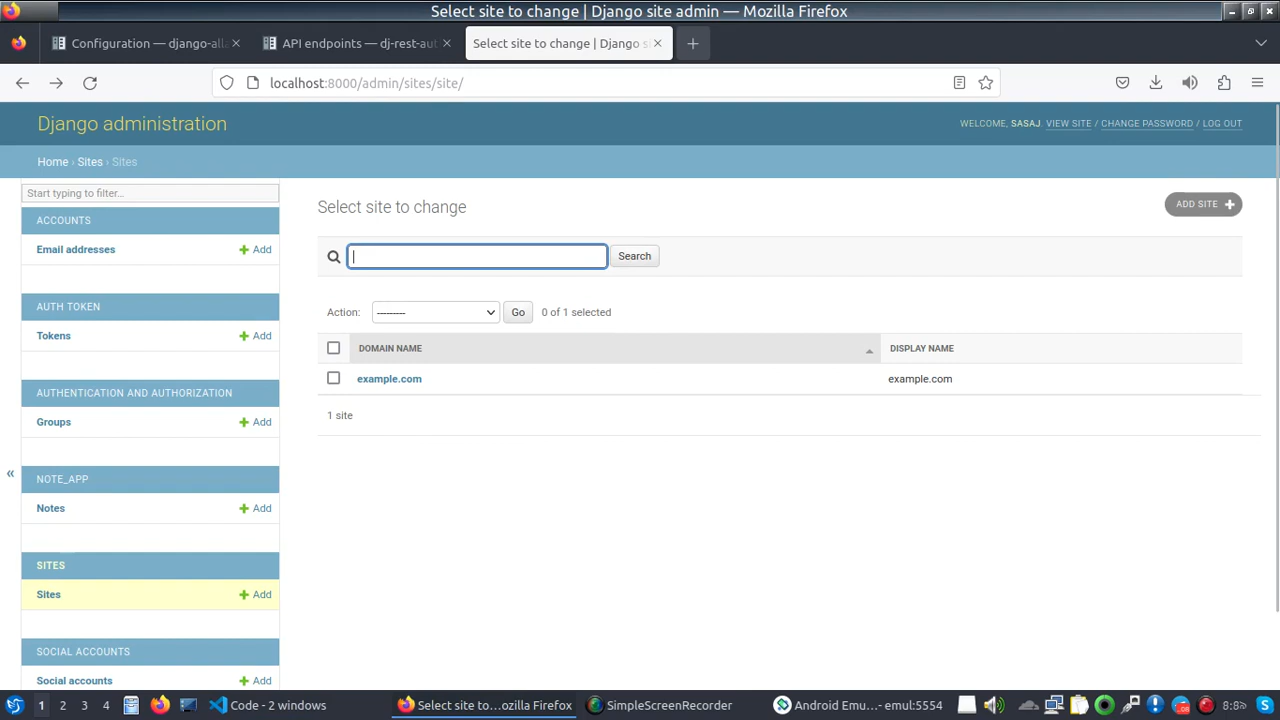 Select site to change | Django site admin — Mozilla Firefox
Configuration — django-all
API endpoints — dj-rest-aut
Select site to change | Django si
localhost:8000/admin/sites/site/
Django administration
WELCOME, SASAJ. VIEW SITE / CHANGE PASSWORD / LOG OUT
Home › Sites › Sites
Start typing to filter...
ACCOUNTS
Email addresses
Add
AUTH TOKEN
Tokens
Add
AUTHENTICATION AND AUTHORIZATION
Groups
Add
NOTE_APP
Notes
Add
SITES
Sites
Add
SOCIAL ACCOUNTS
Social accounts
Add
«
Select site to change
ADD SITE
Search
Action: --------- Go 0 of 1 selected
DOMAIN NAME DISPLAY NAME
example.com example.com
1 site
1 2 3 4
Code - 2 windows
Select site to...ozilla Firefox
SimpleScreenRecorder
Android Emu... - emul:5554